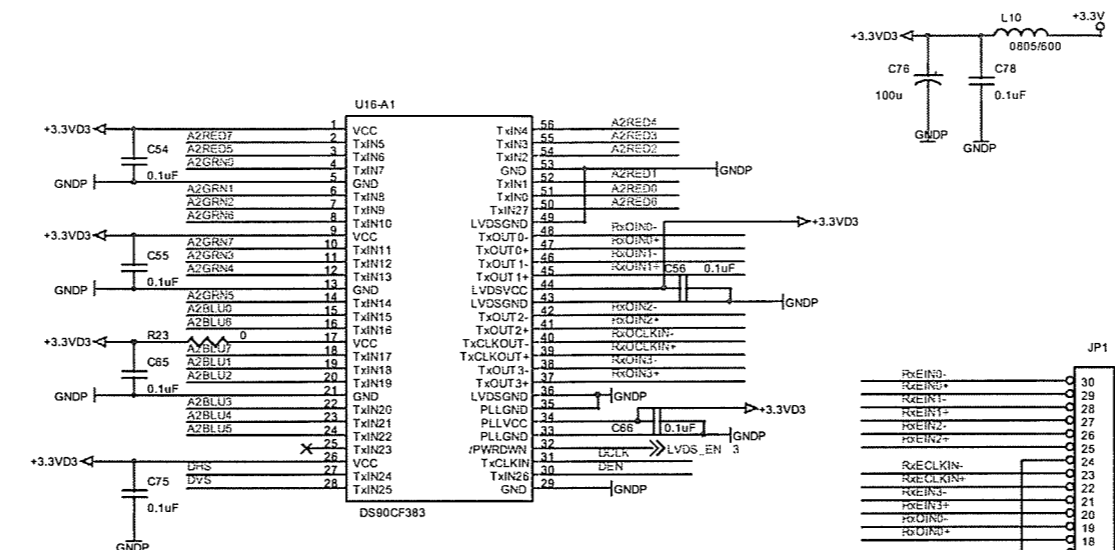 L10
+3.3V
+3.3VD3
0805/600
C76
C78
100u
0.1uF
GNDP
GNDP
U16-A1
+3.3VD3
1
VCC
TxIN4
56
A2RED4
A2RED7
2
TxIN5
TxIN3
55
A2RED3
A2RED5
3
TxIN6
TxIN2
54
A2RED2
C54
A2GRN0
4
TxIN7
GND
53
GNDP
GNDP
0.1uF
5
GND
TxIN1
52
A2RED1
A2GRN1
6
TxIN8
TxIN0
51
A2RED0
A2GRN2
7
TxIN9
TxIN27
50
A2RED6
A2GRN6
8
TxIN10
LVDSGND
49
+3.3VD3
+3.3VD3
9
VCC
TxOUT0-
48
RxOIN0-
A2GRN7
10
TxIN11
TxOUT0+
47
RxOIN0+
A2GRN3
11
TxIN12
TxOUT1-
46
RxOIN1-
C55
A2GRN4
12
TxIN13
TxOUT1+
45
RxOIN1+
C56
0.1uF
GNDP
0.1uF
13
GND
LVDSVCC
44
A2GRN5
14
TxIN14
LVDSGND
43
GNDP
A2BLU0
15
TxIN15
TxOUT2-
42
RxOIN2-
A2BLU6
16
TxIN16
TxOUT2+
41
RxOIN2+
+3.3VD3
R23
0
17
VCC
TxCLKOUT-
40
RxOCLKIN-
A2BLU7
18
TxIN17
TxCLKOUT+
39
RxOCLKIN+
C65
A2BLU1
19
TxIN18
TxOUT3-
38
RxOIN3-
A2BLU2
20
TxIN19
TxOUT3+
37
RxOIN3+
GNDP
0.1uF
21
GND
LVDSGND
36
GNDP
A2BLU3
22
TxIN20
PLLGND
35
A2BLU4
23
TxIN21
PLLVCC
34
C66
0.1uF
+3.3VD3
A2BLU5
24
TxIN22
PLLGND
33
GNDP
25
TxIN23
/PWRDWN
32
LVDS_EN 3
+3.3VD3
26
VCC
TxCLKIN
31
DCLK
DHS
27
TxIN24
TxIN26
30
DEN
DVS
28
TxIN25
GND
29
GNDP
C75
0.1uF
GNDP
DS90CF383
JP1
RxEIN0-
30
RxEIN0+
29
RxEIN1-
28
RxEIN1+
27
RxEIN2-
26
RxEIN2+
25
24
RxECLKIN-
23
RxECLKIN+
22
RxEIN3-
21
RxEIN3+
20
RxOIN0-
19
RxOIN0+
18